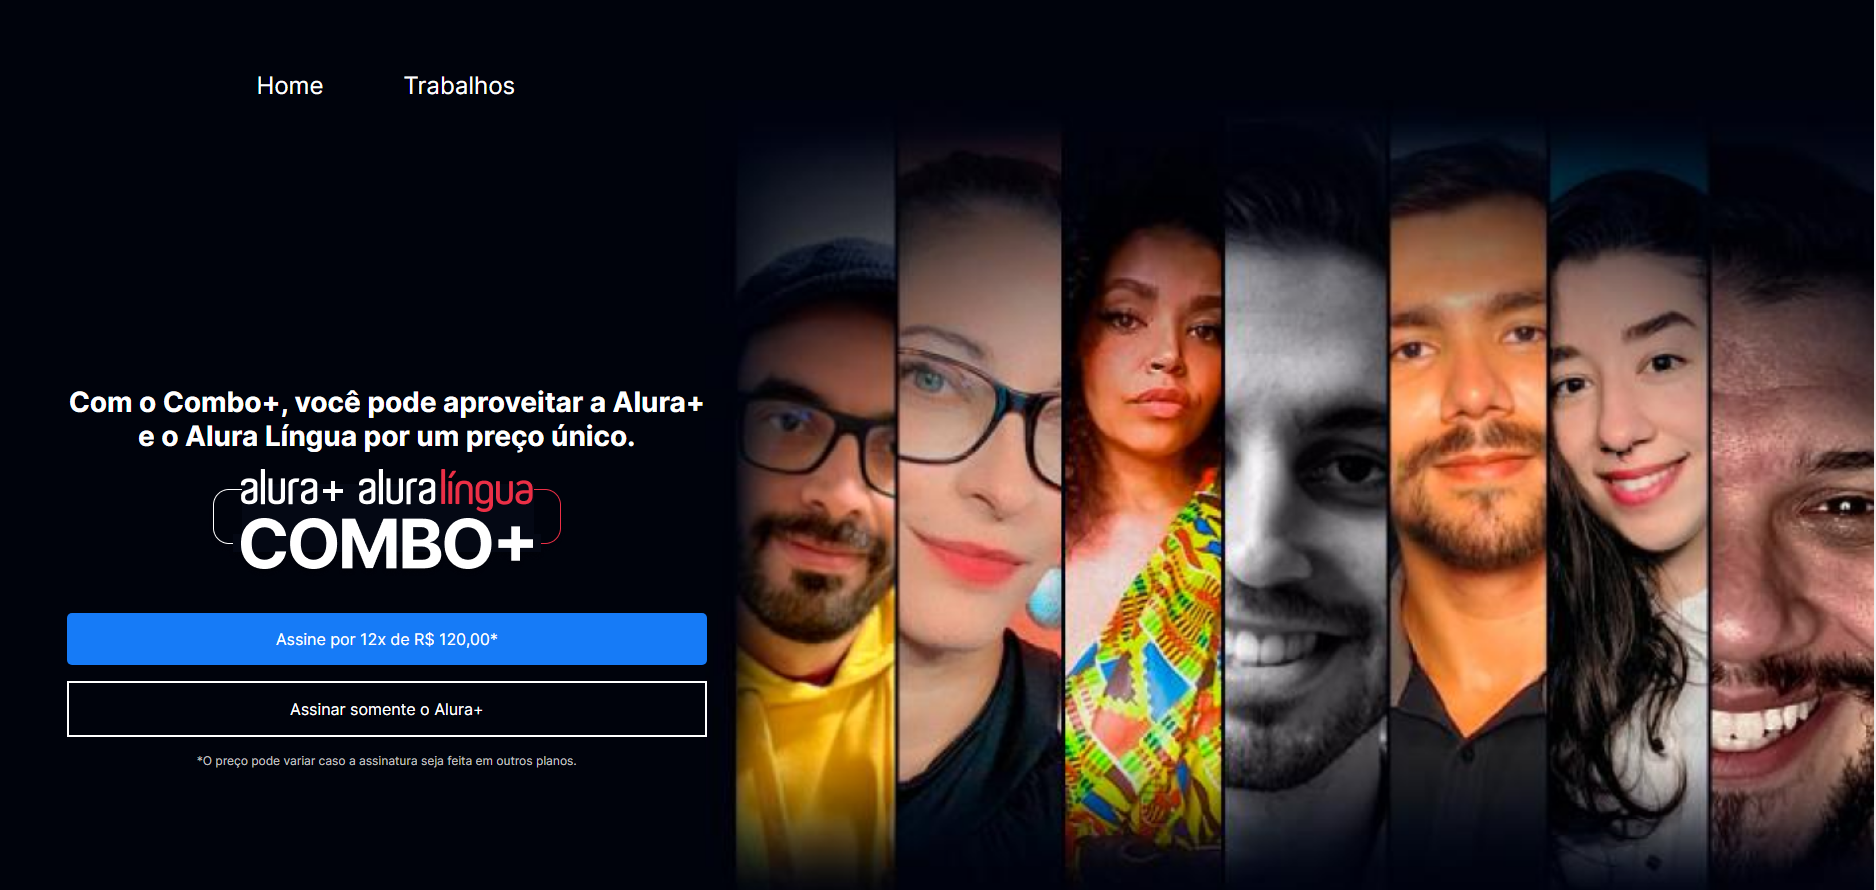 Home Trabalhos
Com o Combo+, você pode aproveitar a Alura+
e o Alura Língua por um preço único.
alura+ aluralíngua
COMBO+
Assine por 12x de R$ 120,00*
Assinar somente o Alura+
*O preço pode variar caso a assinatura seja feita em outros planos.